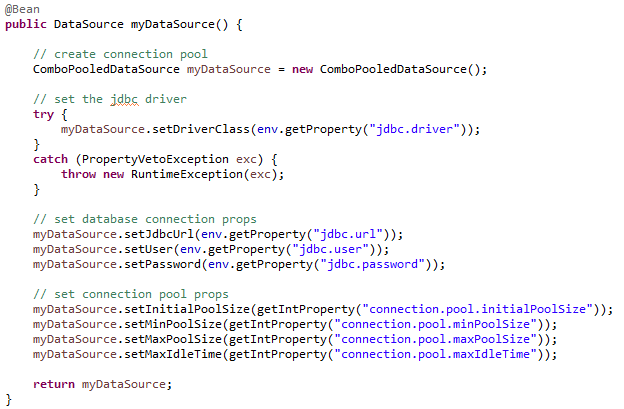 @Bean
public DataSource myDataSource() {
// create connection pool
ComboPooledDataSource myDataSource = new ComboPooledDataSource();
// set the jdbc driver
try {
myDataSource.setDriverClass(env.getProperty("jdbc.driver"));
}
catch (PropertyVetoException exc) {
throw new RuntimeException(exc);
}
// set database connection props
myDataSource.setJdbcUrl(env.getProperty("jdbc.url"));
myDataSource.setUser(env.getProperty("jdbc.user"));
myDataSource.setPassword(env.getProperty("jdbc.password"));
// set connection pool props
myDataSource.setInitialPoolSize(getIntProperty("connection.pool.initialPoolSize"));
myDataSource.setMinPoolSize(getIntProperty("connection.pool.minPoolSize"));
myDataSource.setMaxPoolSize(getIntProperty("connection.pool.maxPoolSize"));
myDataSource.setMaxIdleTime(getIntProperty("connection.pool.maxIdleTime"));
return myDataSource;
}